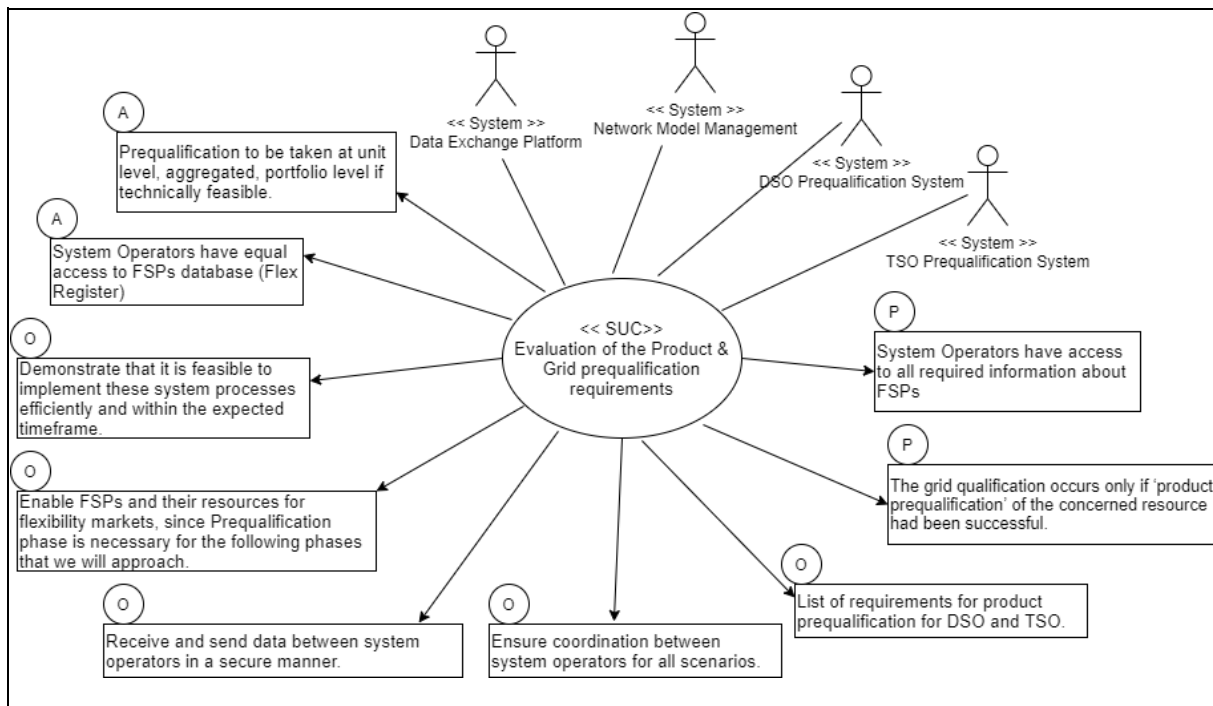 << System >>
Data Exchange Platform
<< System >>
Network Model Management
<< System >>
DSO Prequalification System
<< System >>
TSO Prequalification System
A
Prequalification to be taken at unit
level, aggregated, portfolio level if
technically feasible.
A
System Operators have equal
access to FSPs database (Flex
Register)
O
Demonstrate that it is feasible to
implement these system processes
efficiently and within the expected
timeframe.
O
Enable FSPs and their resources for
flexibility markets, since Prequalification
phase is necessary for the following phases
that we will approach.
O
Receive and send data between system
operators in a secure manner.
O
Ensure coordination between
system operators for all scenarios.
O
List of requirements for product
prequalification for DSO and TSO.
P
The grid qualification occurs only if ‘product
prequalification’ of the concerned resource
had been successful.
P
System Operators have access
to all required information about
FSPs
<< SUC>>
Evaluation of the Product &
Grid prequalification
requirements